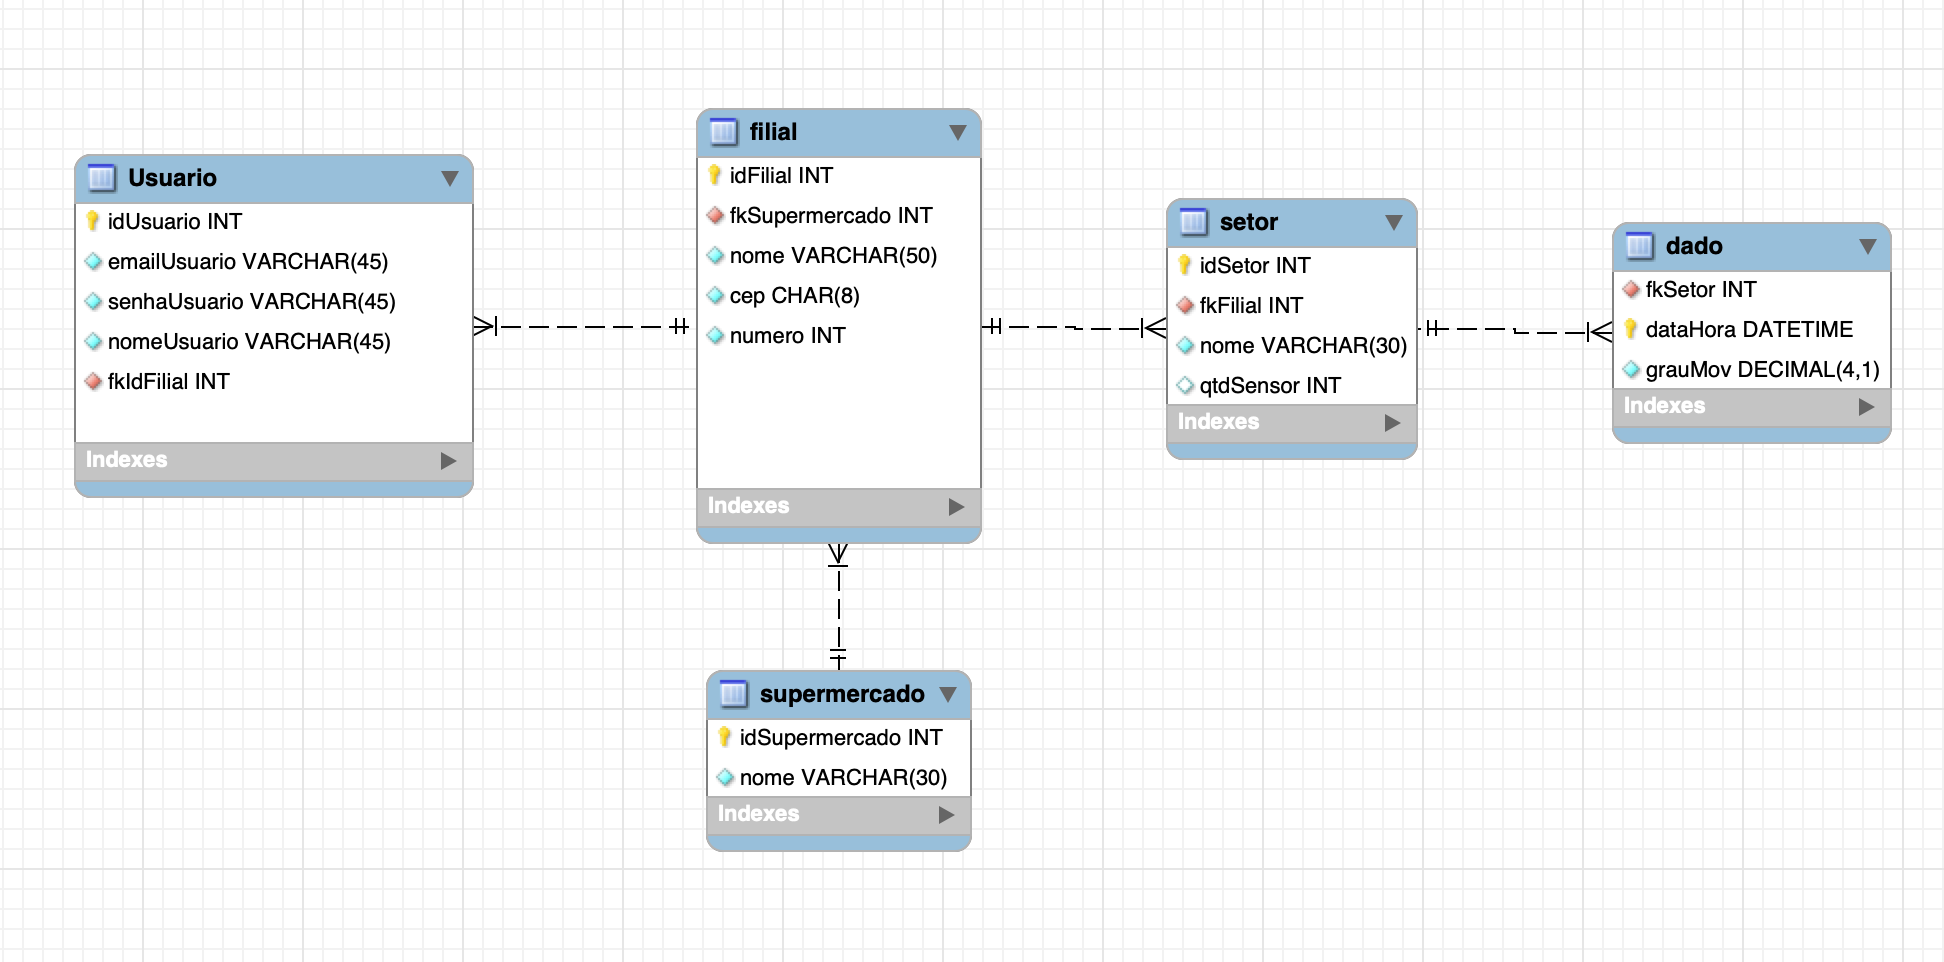 Usuario
idUsuario INT
emailUsuario VARCHAR(45)
senhaUsuario VARCHAR(45)
nomeUsuario VARCHAR(45)
fkIdFilial INT
Indexes
filial
idFilial INT
fkSupermercado INT
nome VARCHAR(50)
cep CHAR(8)
numero INT
Indexes
setor
idSetor INT
fkFilial INT
nome VARCHAR(30)
qtdSensor INT
Indexes
dado
fkSetor INT
dataHora DATETIME
grauMov DECIMAL(4,1)
Indexes
supermercado
idSupermercado INT
nome VARCHAR(30)
Indexes